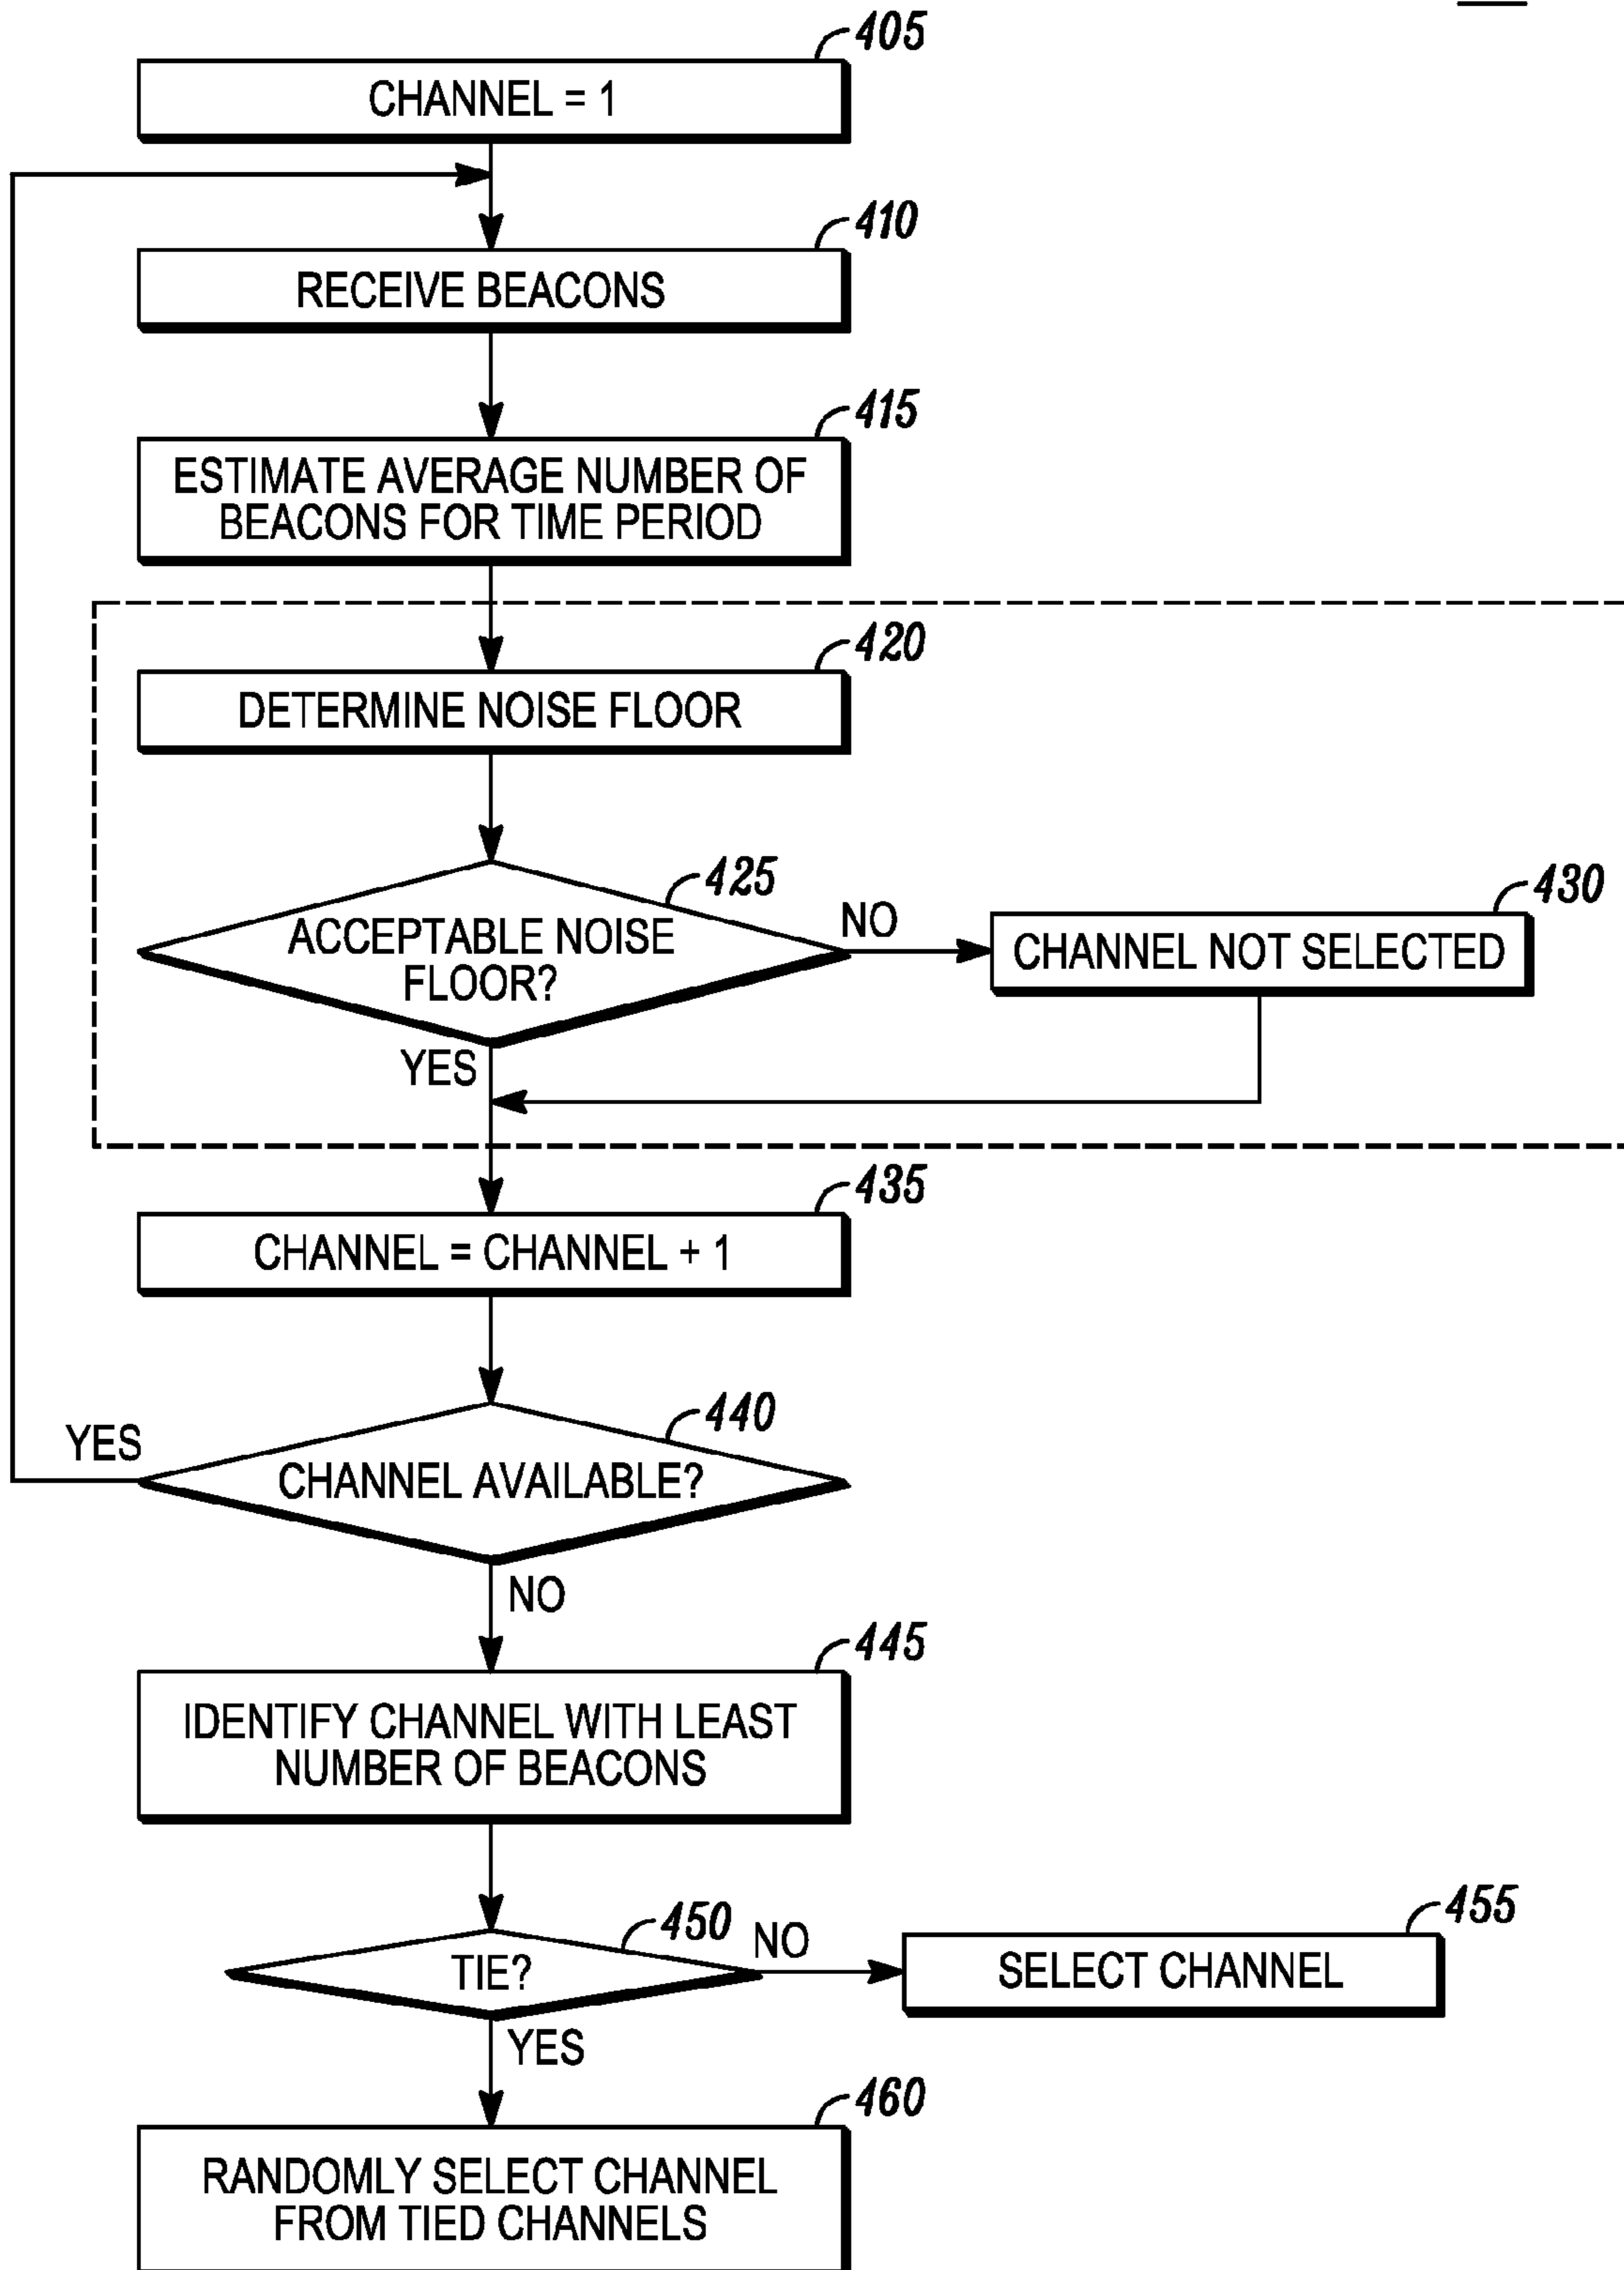 405
CHANNEL = 1
410
RECEIVE BEACONS
415
ESTIMATE AVERAGE NUMBER OF
BEACONS FOR TIME PERIOD
420
DETERMINE NOISE FLOOR
425
ACCEPTABLE NOISE
FLOOR?
NO
430
CHANNEL NOT SELECTED
YES
435
CHANNEL = CHANNEL + 1
440
YES
CHANNEL AVAILABLE?
NO
445
IDENTIFY CHANNEL WITH LEAST
NUMBER OF BEACONS
450
TIE?
NO
455
SELECT CHANNEL
YES
460
RANDOMLY SELECT CHANNEL
FROM TIED CHANNELS